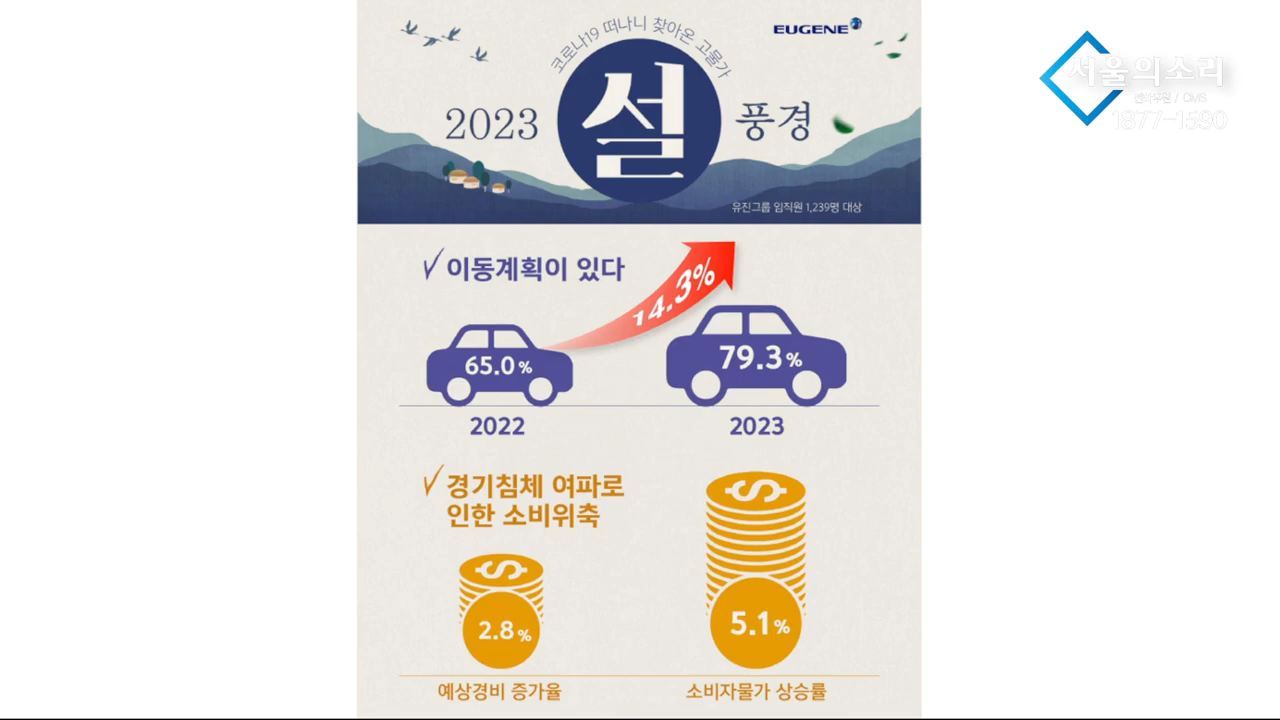 코로나19 떠나니 찾아온 고물가
EUGENE
2023 설 풍경
유진그룹 임직원 1,239명 대상
서울의소리
1877-1590
이동계획이 있다
14.3%
65.0%
79.3%
2022
2023
경기침체 여파로
인한 소비위축
2.8%
5.1%
예상경비 증가율
소비자물가 상승률